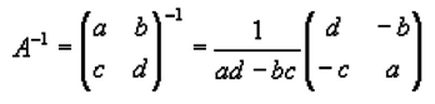 A⁻¹ = \begin{pmatrix} a & b \\ c & d \end{pmatrix}^{-1} = \frac{1}{ad - bc} \begin{pmatrix} d & -b \\ -c & a \end{pmatrix}